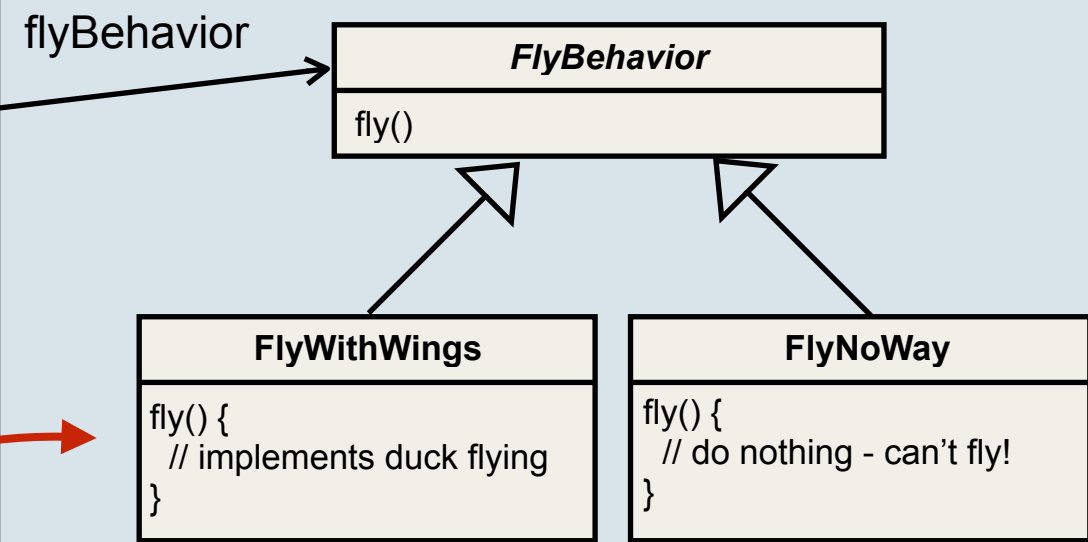 flyBehavior
FlyBehavior
fly()
FlyWithWings
fly() {
// implements duck flying
}
FlyNoWay
fly() {
// do nothing - can’t fly!
}